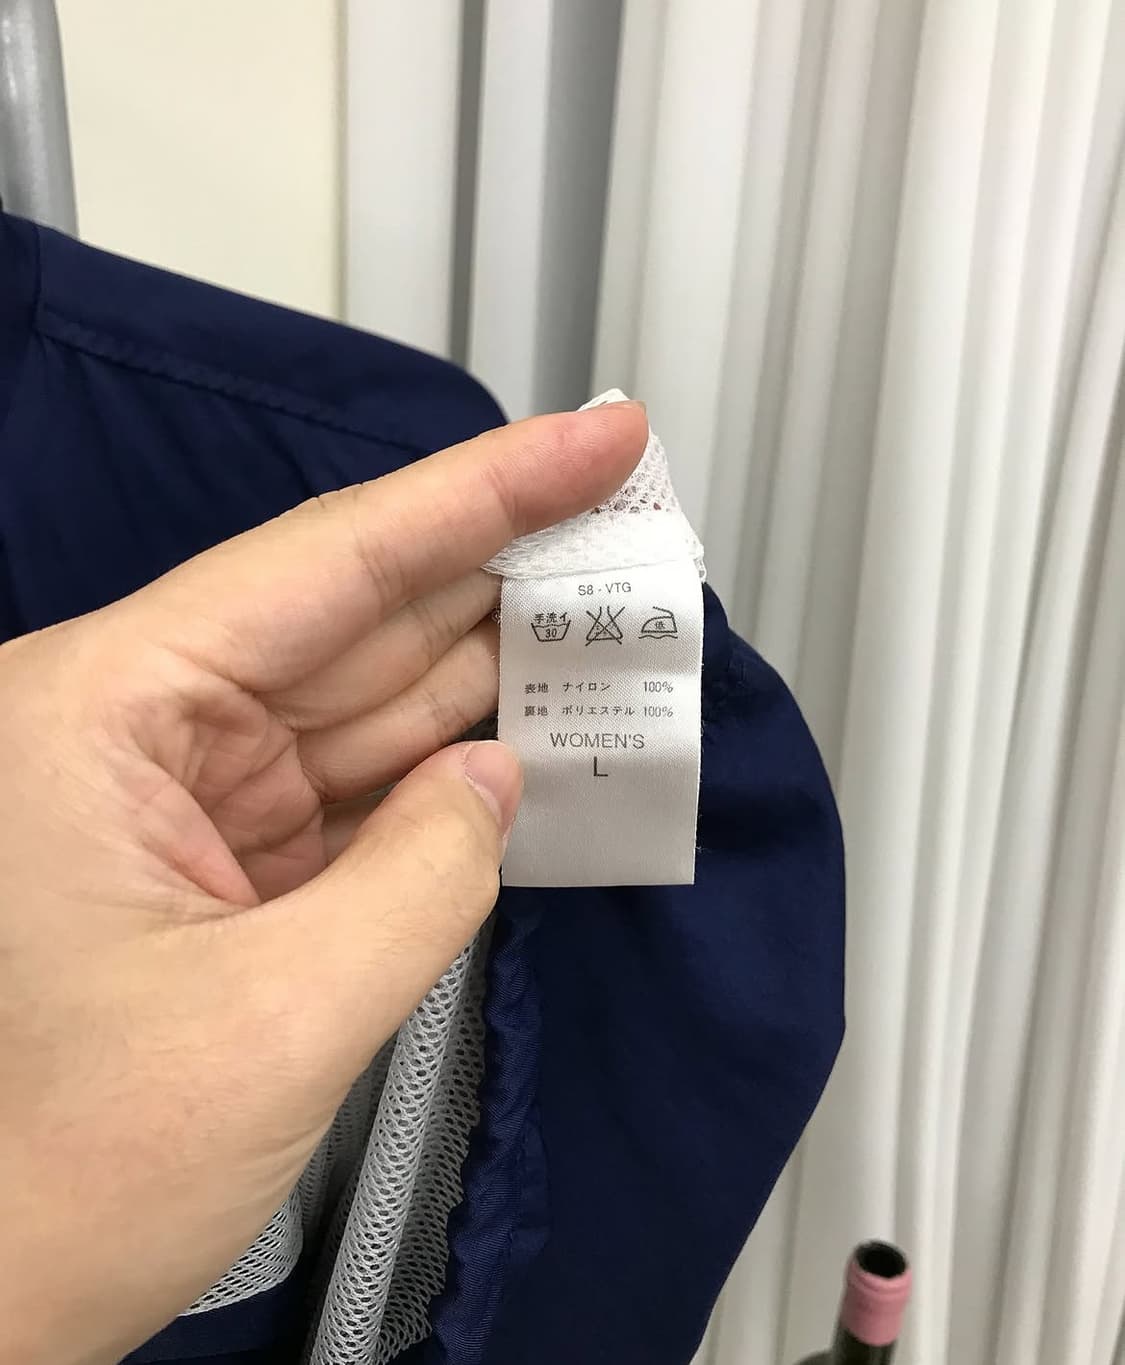 S8 - VTG
手洗イ
30
低
表地 ナイロン 100%
裏地 ポリエステル 100%
WOMEN'S
L